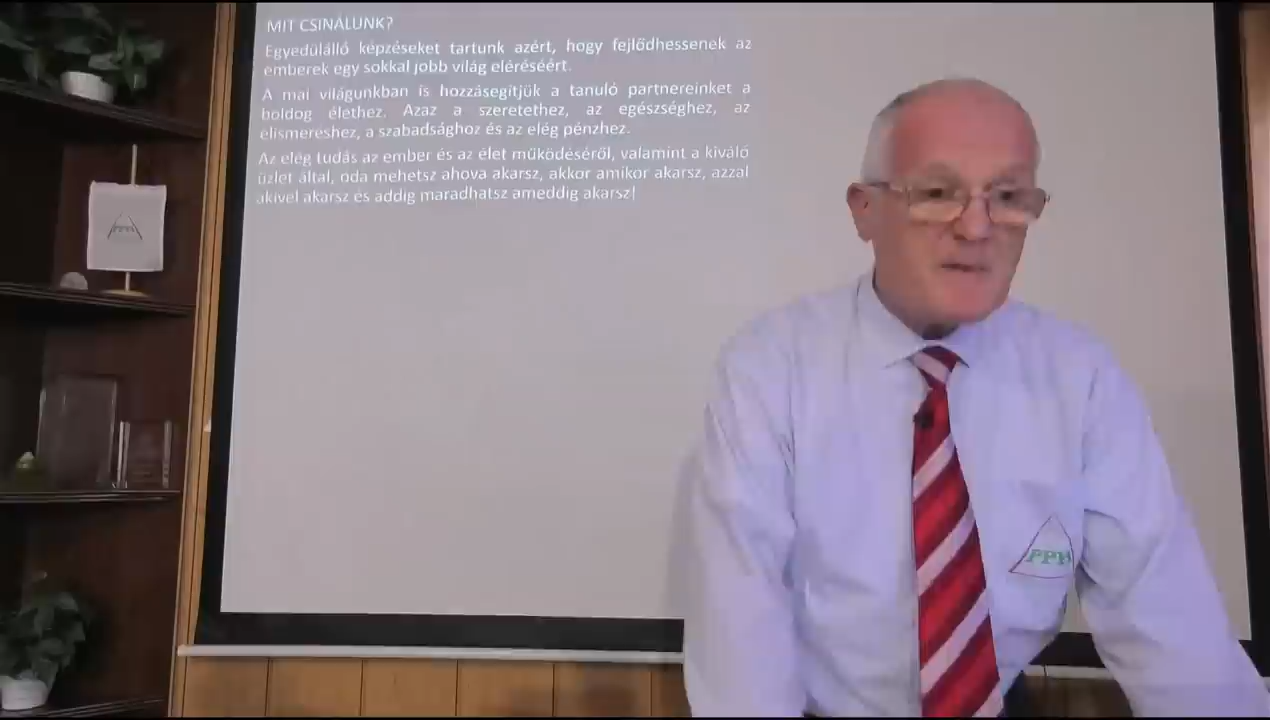 MIT CSINÁLUNK?
Egyedülálló képzéseket tartunk azért, hogy fejlődhessenek az
emberek egy sokkal jobb világ eléréséért.
A mai világunkban is hozzásegítjük a tanuló partnereinket a
boldog élethez. Azaz a szeretethez, az egészséghez, az
elismeréshez, a szabadsághoz és az elég pénzhez.
Az elég tudás az ember és az élet működéséről, valamint a kiváló
üzlet által, oda mehetsz ahova akarsz, akkor amikor akarsz, azzal
akivel akarsz és addig maradhatsz ameddig akarsz!